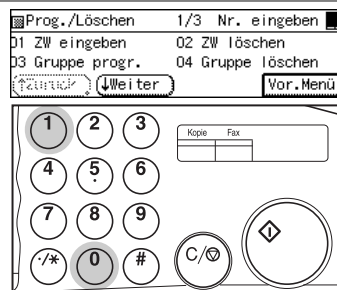 Prog./Löschen 1/3 Nr. eingeben
01 ZW eingeben 02 ZW löschen
03 Gruppe progr. 04 Gruppe löschen
↑Zurück ↓Weiter Vor.Menü
1 2 3
Kopie Fax
4 5 6
7 8 9
·/* 0 # C/